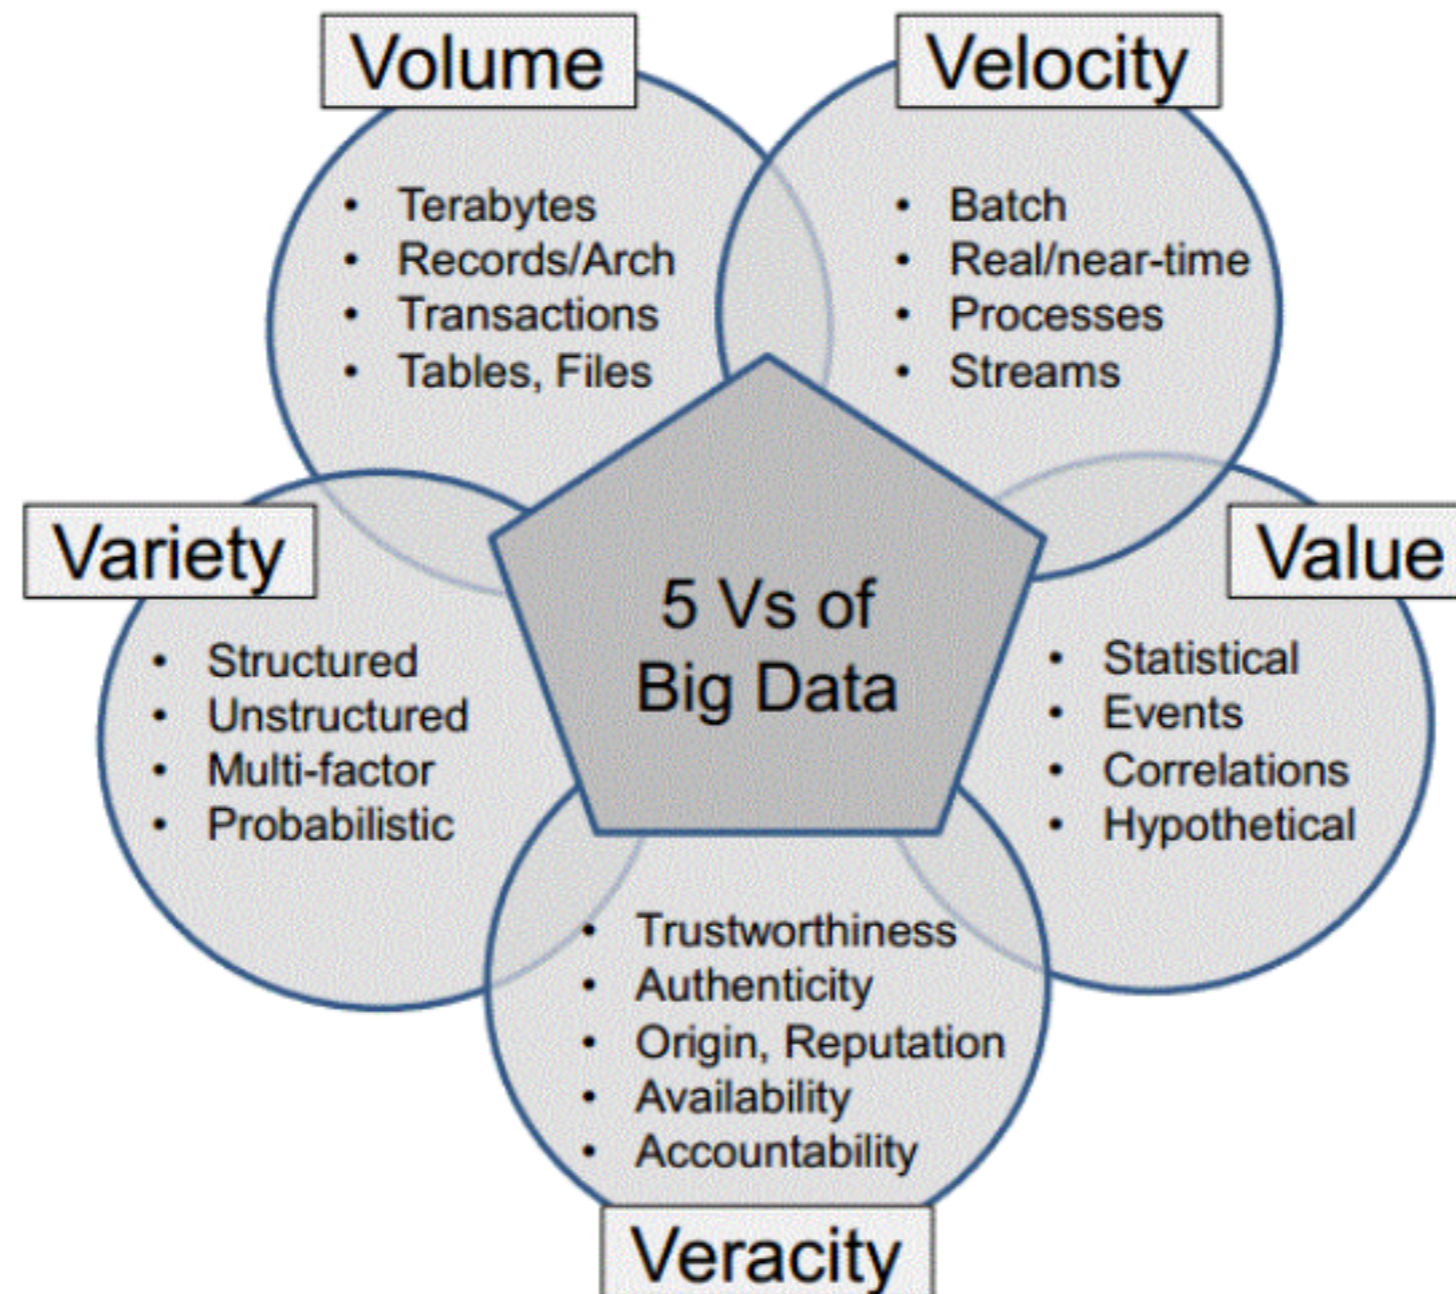 Volume
• Terabytes
• Records/Arch
• Transactions
• Tables, Files
Velocity
• Batch
• Real/near-time
• Processes
• Streams
Variety
• Structured
• Unstructured
• Multi-factor
• Probabilistic
5 Vs of
Big Data
Value
• Statistical
• Events
• Correlations
• Hypothetical
• Trustworthiness
• Authenticity
• Origin, Reputation
• Availability
• Accountability
Veracity